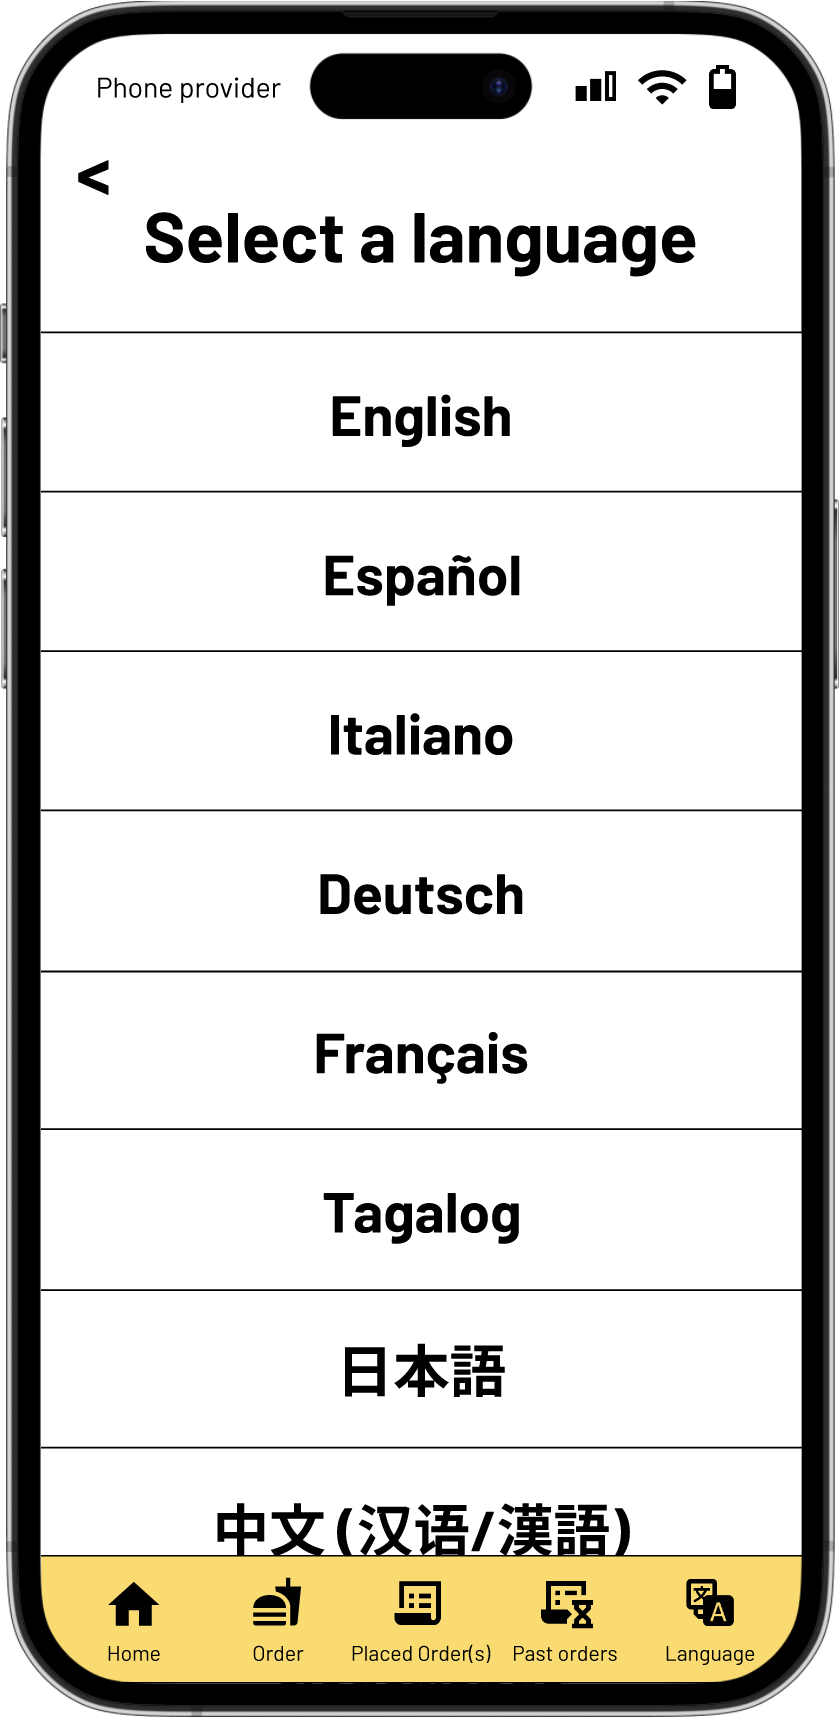 Phone provider
<
Select a language
English
Español
Italiano
Deutsch
Français
Tagalog
日本語
中文(汉语/漢語)
Home Order Placed Order(s) Past orders Language